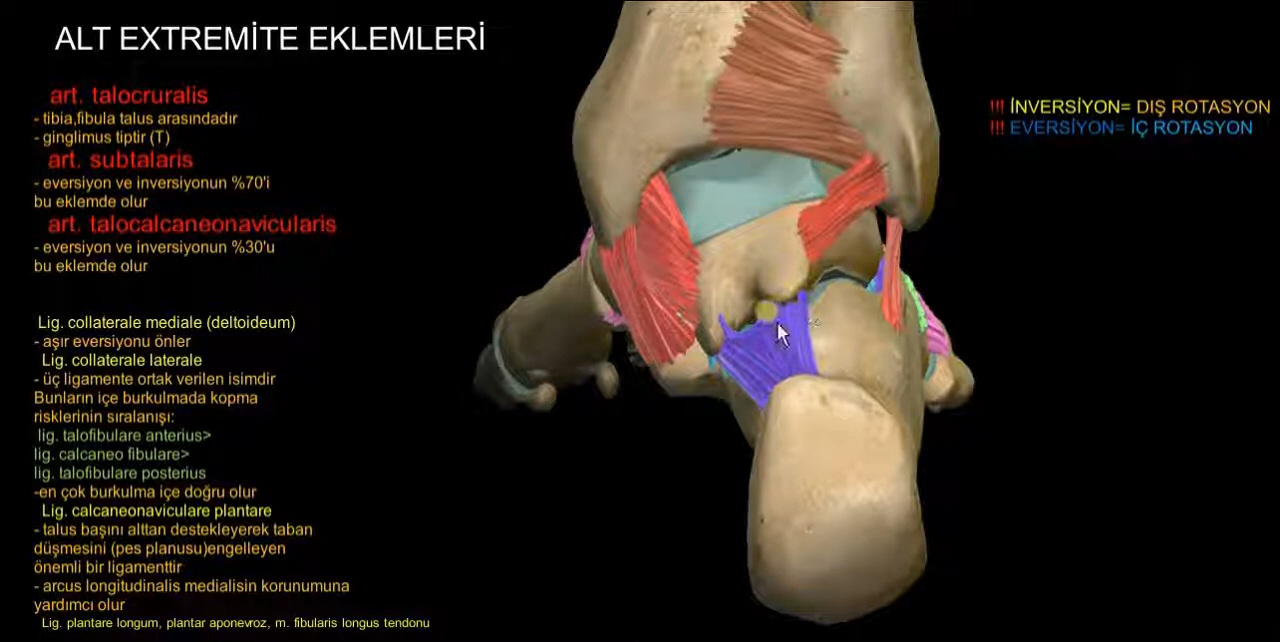 ALT EXTREMİTE EKLEMLERİ
art. talocruralis
- tibia,fibula talus arasındadır
- ginglimus tiptir (T)
art. subtalaris
- eversiyon ve inversiyonun %70'i
bu eklemde olur
art. talocalcaneonavicularis
- eversiyon ve inversiyonun %30'u
bu eklemde olur
Lig. collaterale mediale (deltoideum)
- aşır eversiyonu önler
Lig. collaterale laterale
- üç ligamente ortak verilen isimdir
Bunların içe burkulmada kopma
risklerinin sıralanışı:
lig. talofibulare anterius>
lig. calcaneo fibulare>
lig. talofibulare posterius
-en çok burkulma içe doğru olur
Lig. calcaneonaviculare plantare
- talus başını alttan destekleyerek taban
düşmesini (pes planusu)engelleyen
önemli bir ligamenttir
- arcus longitudinalis medialisin korunumuna
yardımcı olur
Lig. plantare longum, plantar aponevroz, m. fibularis longus tendonu
!!! İNVERSİYON= DIŞ ROTASYON
!!! EVERSİYON= İÇ ROTASYON